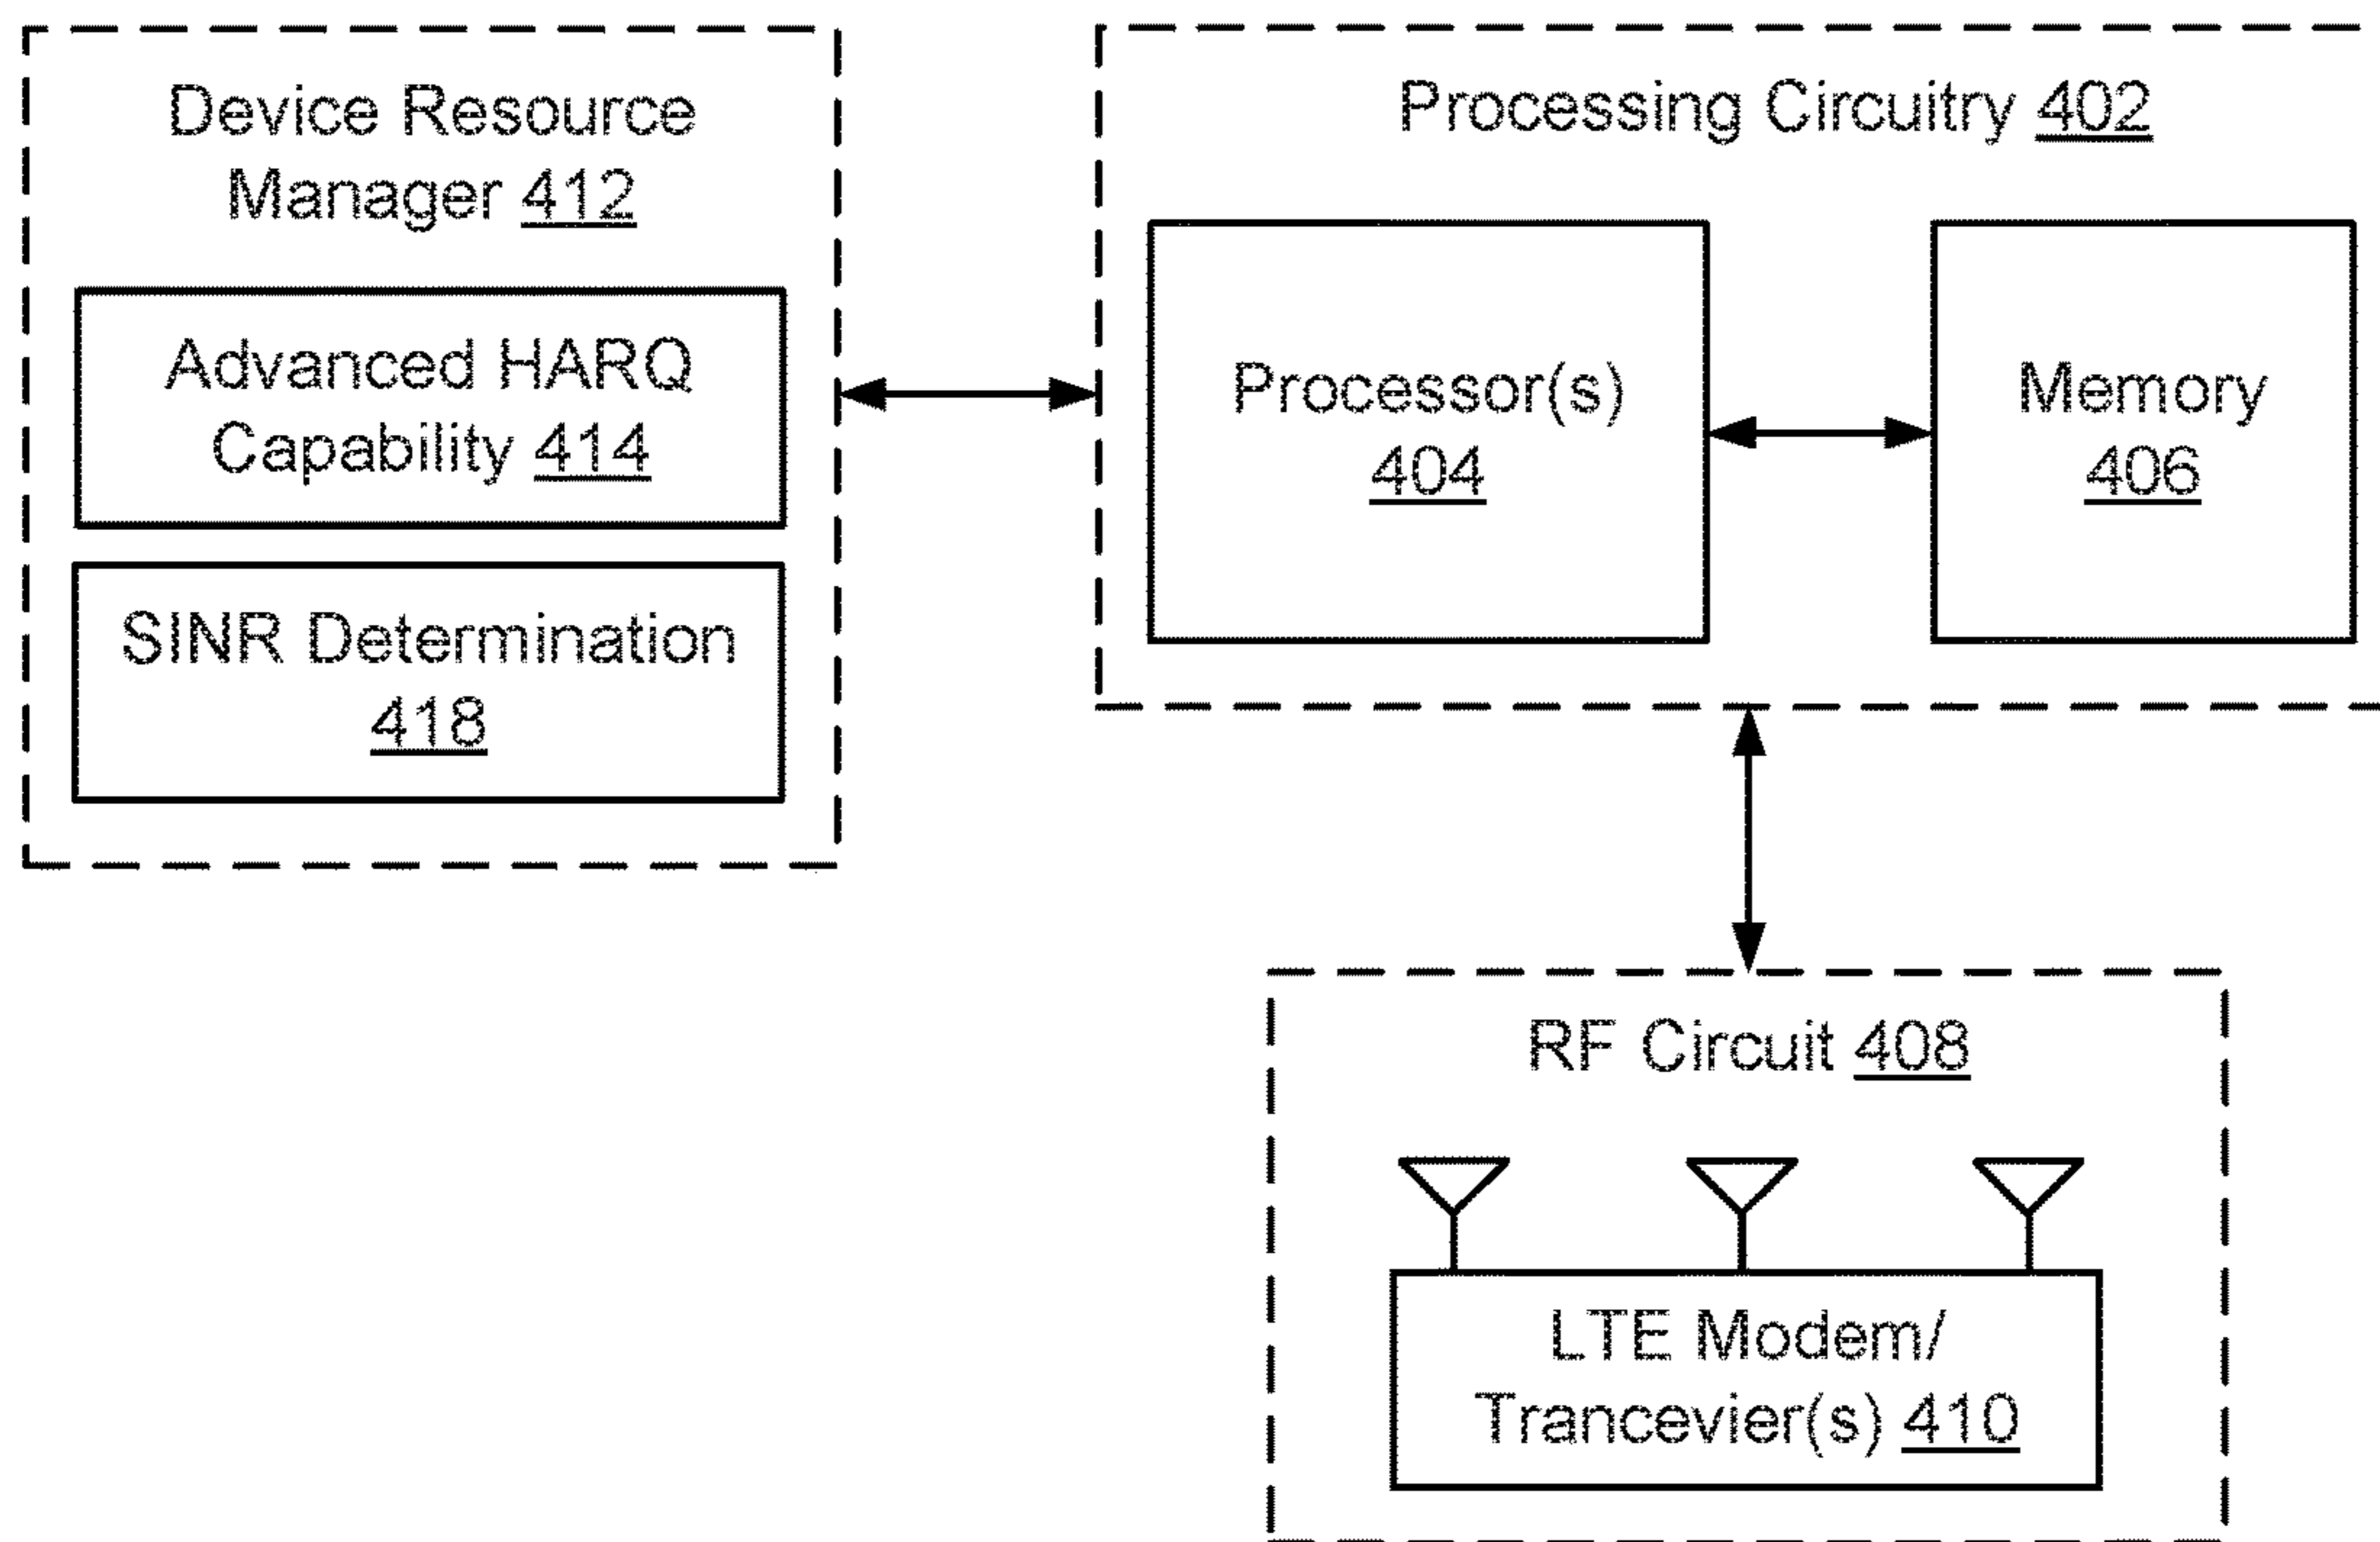 Device Resource
Manager 412
Advanced HARQ
Capability 414
SINR Determination
418
Processing Circuitry 402
Processor(s)
404
Memory
406
RF Circuit 408
LTE Modem/
Trancevier(s) 410